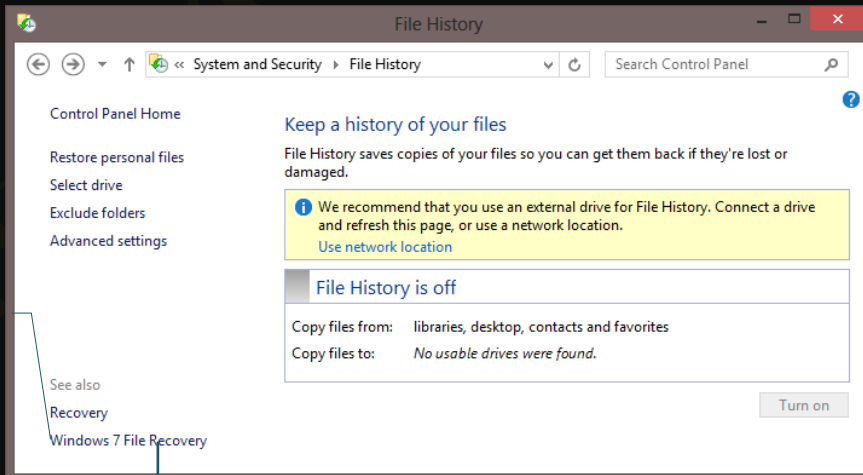 File History
« System and Security ▸ File History
Search Control Panel
Control Panel Home
Restore personal files
Select drive
Exclude folders
Advanced settings
Keep a history of your files
File History saves copies of your files so you can get them back if they're lost or
damaged.
We recommend that you use an external drive for File History. Connect a drive
and refresh this page, or use a network location.
Use network location
File History is off
Copy files from: libraries, desktop, contacts and favorites
Copy files to: No usable drives were found.
Turn on
See also
Recovery
Windows 7 File Recovery